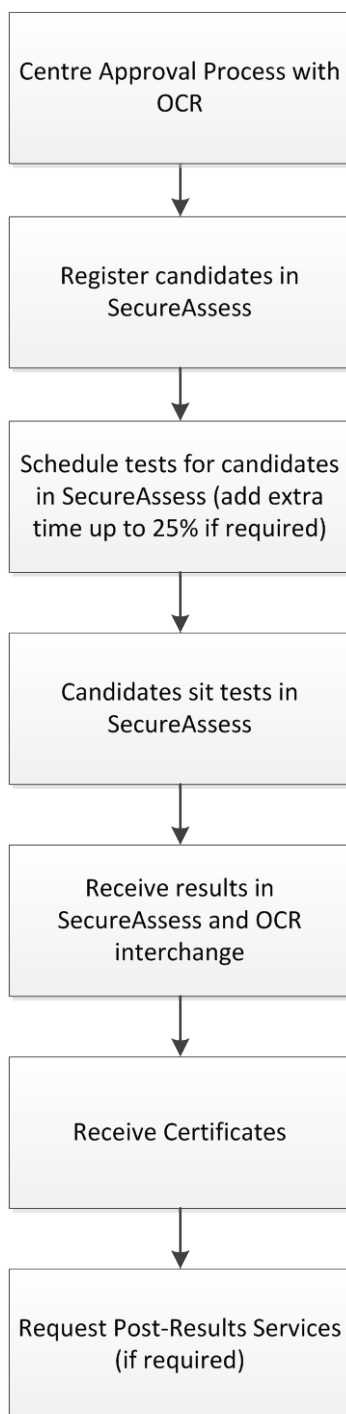 Centre Approval Process with
OCR
Register candidates in
SecureAssess
Schedule tests for candidates
in SecureAssess (add extra
time up to 25% if required)
Candidates sit tests in
SecureAssess
Receive results in
SecureAssess and OCR
interchange
Receive Certificates
Request Post-Results Services
(if required)